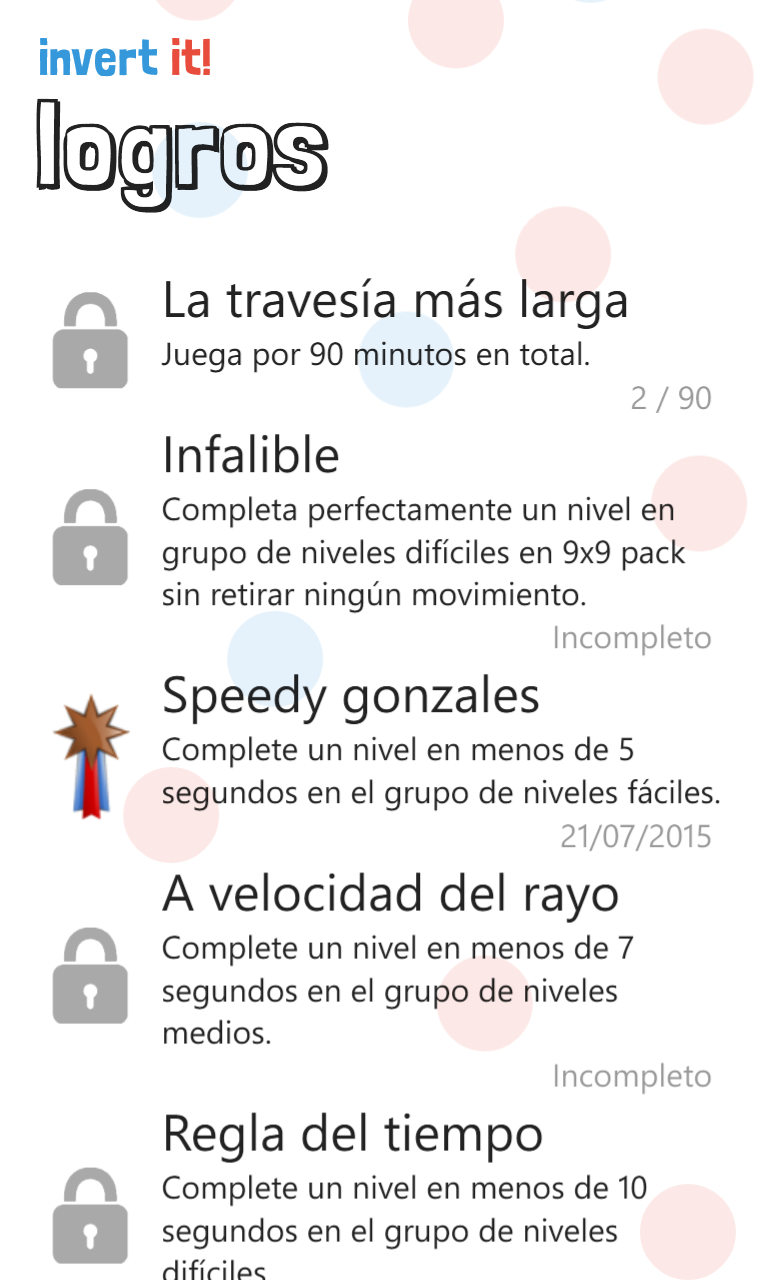 invert it!
logros
La travesía más larga
Juega por 90 minutos en total.
2 / 90
Infalible
Completa perfectamente un nivel en
grupo de niveles difíciles en 9x9 pack
sin retirar ningún movimiento.
Incompleto
Speedy gonzales
Complete un nivel en menos de 5
segundos en el grupo de niveles fáciles.
21/07/2015
A velocidad del rayo
Complete un nivel en menos de 7
segundos en el grupo de niveles
medios.
Incompleto
Regla del tiempo
Complete un nivel en menos de 10
segundos en el grupo de niveles
difíciles